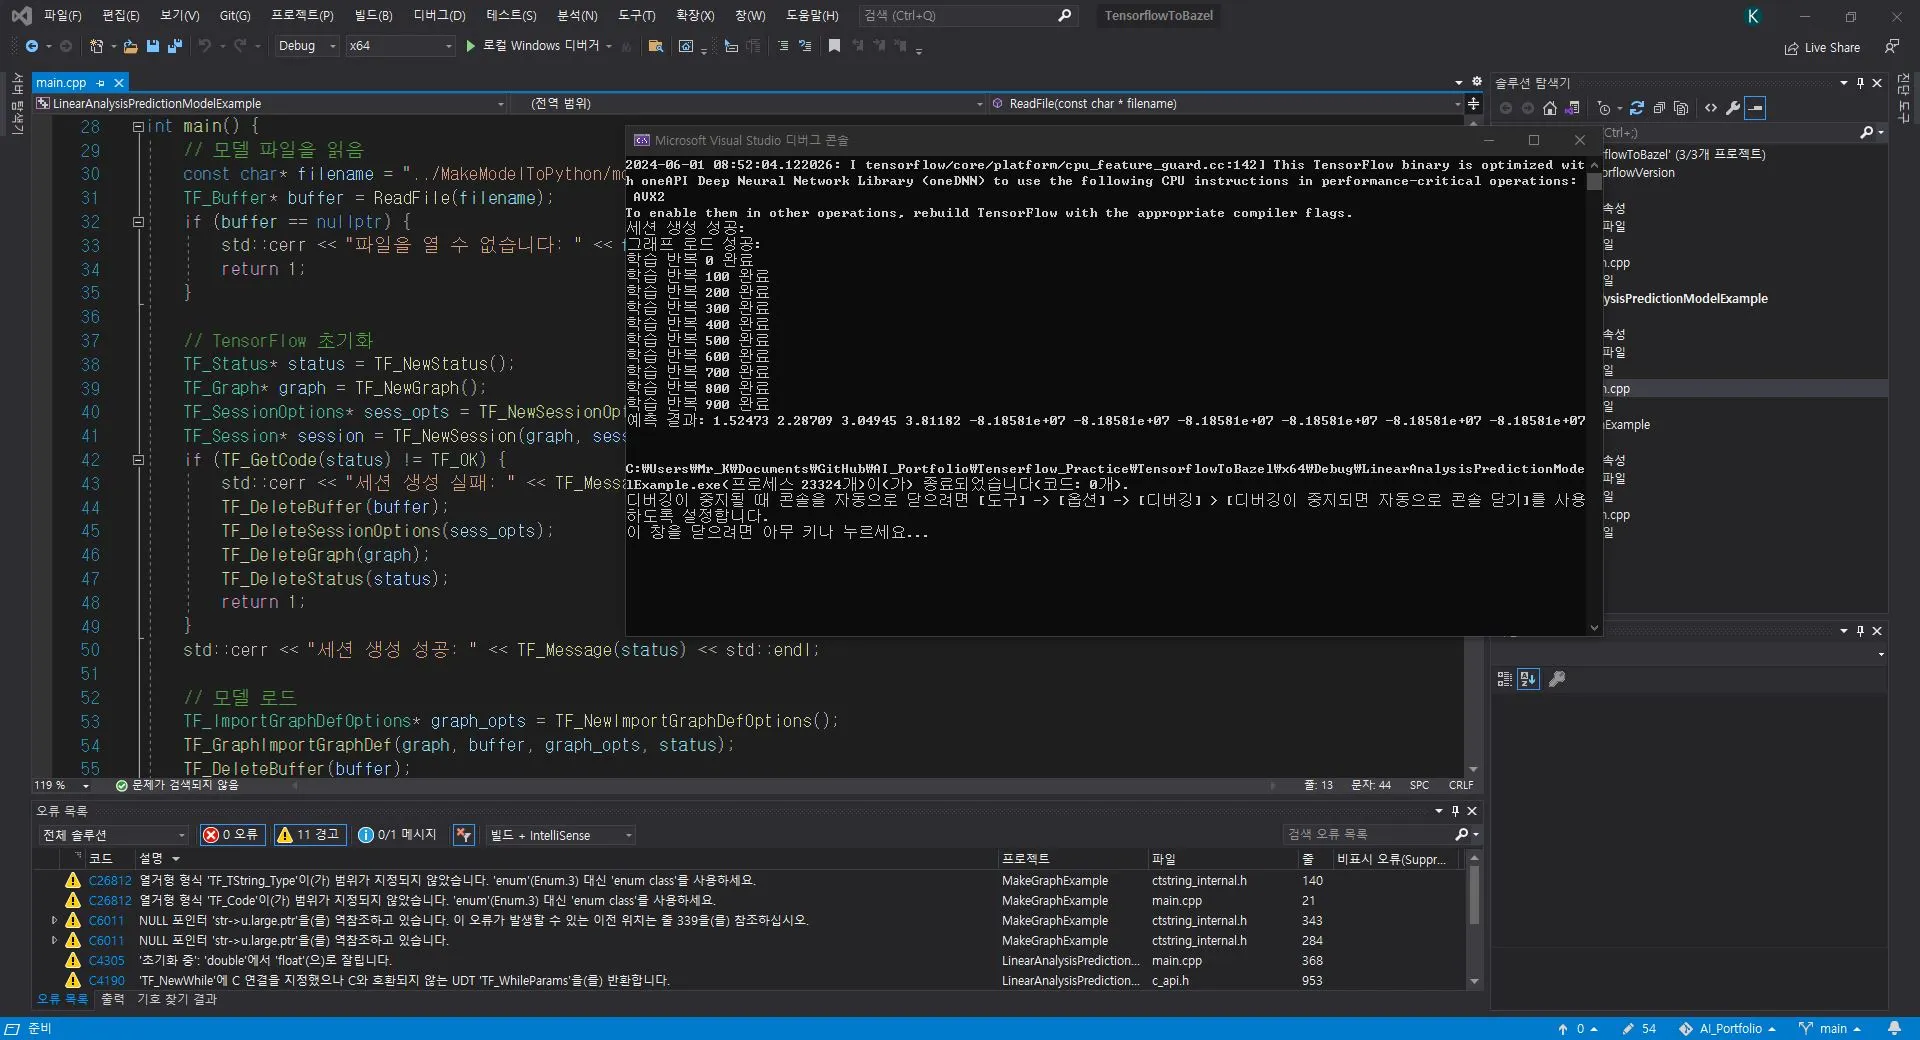 파일(F) 편집(E) 보기(V) Git(G) 프로젝트(P) 빌드(B) 디버그(D) 테스트(S) 분석(N) 도구(T) 확장(X) 창(W) 도움말(H) 검색 (Ctrl+Q) TensorflowToBazel K
Debug x64 로컬 Windows 디버거 Live Share
서버 탐색기
main.cpp
LinearAnalysisPredictionModelExample (전역 범위) ReadFile(const char * filename)
28 int main() {
29 // 모델 파일을 읽음
30 const char* filename = "../MakeModelToPython/mo
31 TF_Buffer* buffer = ReadFile(filename);
32 if (buffer == nullptr) {
33 std::cerr << "파일을 열 수 없습니다: " <<
34 return 1;
35 }
36
37 // TensorFlow 초기화
38 TF_Status* status = TF_NewStatus();
39 TF_Graph* graph = TF_NewGraph();
40 TF_SessionOptions* sess_opts = TF_NewSessionOpt
41 TF_Session* session = TF_NewSession(graph, sess
42 if (TF_GetCode(status) != TF_OK) {
43 std::cerr << "세션 생성 실패: " << TF_Messa
44 TF_DeleteBuffer(buffer);
45 TF_DeleteSessionOptions(sess_opts);
46 TF_DeleteGraph(graph);
47 TF_DeleteStatus(status);
48 return 1;
49 }
50 std::cerr << "세션 생성 성공: " << TF_Message(status) << std::endl;
51
52 // 모델 로드
53 TF_ImportGraphDefOptions* graph_opts = TF_NewImportGraphDefOptions();
54 TF_GraphImportGraphDef(graph, buffer, graph_opts, status);
55 TF_DeleteBuffer(buffer);
119 % 문제가 검색되지 않음 줄: 13 문자: 44 SPC CRLF
Microsoft Visual Studio 디버그 콘솔
2024-06-01 08:52:04.122026: I tensorflow/core/platform/cpu_feature_guard.cc:142] This TensorFlow binary is optimized wit
h oneAPI Deep Neural Network Library (oneDNN) to use the following CPU instructions in performance-critical operations:
AVX2
To enable them in other operations, rebuild TensorFlow with the appropriate compiler flags.
세션 생성 성공:
그래프 로드 성공:
학습 반복 0 완료
학습 반복 100 완료
학습 반복 200 완료
학습 반복 300 완료
학습 반복 400 완료
학습 반복 500 완료
학습 반복 600 완료
학습 반복 700 완료
학습 반복 800 완료
학습 반복 900 완료
예측 결과: 1.52473 2.28709 3.04945 3.81182 -8.18581e+07 -8.18581e+07 -8.18581e+07 -8.18581e+07 -8.18581e+07 -8.18581e+07
C:₩Users₩Mr_K₩Documents₩GitHub₩AI_Portfolio₩Tenserflow_Practice₩TensorflowToBazel₩x64₩Debug₩LinearAnalysisPredictionMode
lExample.exe(프로세스 23324개)이(가) 종료되었습니다(코드: 0개).
디버깅이 중지될 때 콘솔을 자동으로 닫으려면 [도구] -> [옵션] -> [디버깅] > [디버깅이 중지되면 자동으로 콘솔 닫기]를 사용
하도록 설정합니다.
이 창을 닫으려면 아무 키나 누르세요...
솔루션 탐색기
Ctrl+;)
flowToBazel' (3/3개 프로젝트)
orflowVersion
속성
파일
일
n.cpp
일
ysisPredictionModelExample
속성
파일
일
n.cpp
일
nExample
속성
파일
일
n.cpp
일
진단 도구
오류 목록
전체 솔루션 0 오류 11 경고 0/1 메시지 빌드 + IntelliSense 검색 오류 목록
코드 설명 프로젝트 파일 줄 비표시 오류(Suppr...
C26812 열거형 형식 'TF_TString_Type'이(가) 범위가 지정되지 않았습니다. 'enum'(Enum.3) 대신 'enum class'를 사용하세요. MakeGraphExample ctstring_internal.h 140
C26812 열거형 형식 'TF_Code'이(가) 범위가 지정되지 않았습니다. 'enum'(Enum.3) 대신 'enum class'를 사용하세요. MakeGraphExample main.cpp 21
C6011 NULL 포인터 'str->u.large.ptr'을(를) 역참조하고 있습니다. 이 오류가 발생할 수 있는 이전 위치는 줄 339을(를) 참조하십시오. MakeGraphExample ctstring_internal.h 343
C6011 NULL 포인터 'str->u.large.ptr'을(를) 역참조하고 있습니다. MakeGraphExample ctstring_internal.h 284
C4305 '초기화 중': 'double'에서 'float'(으)로 잘립니다. LinearAnalysisPrediction... main.cpp 368
C4190 'TF_NewWhile'에 C 연결을 지정했으나 C와 호환되지 않는 UDT 'TF_WhileParams'을(를) 반환합니다. LinearAnalysisPrediction... c_api.h 953
오류 목록 출력 기호 찾기 결과
준비 0 54 AI_Portfolio main